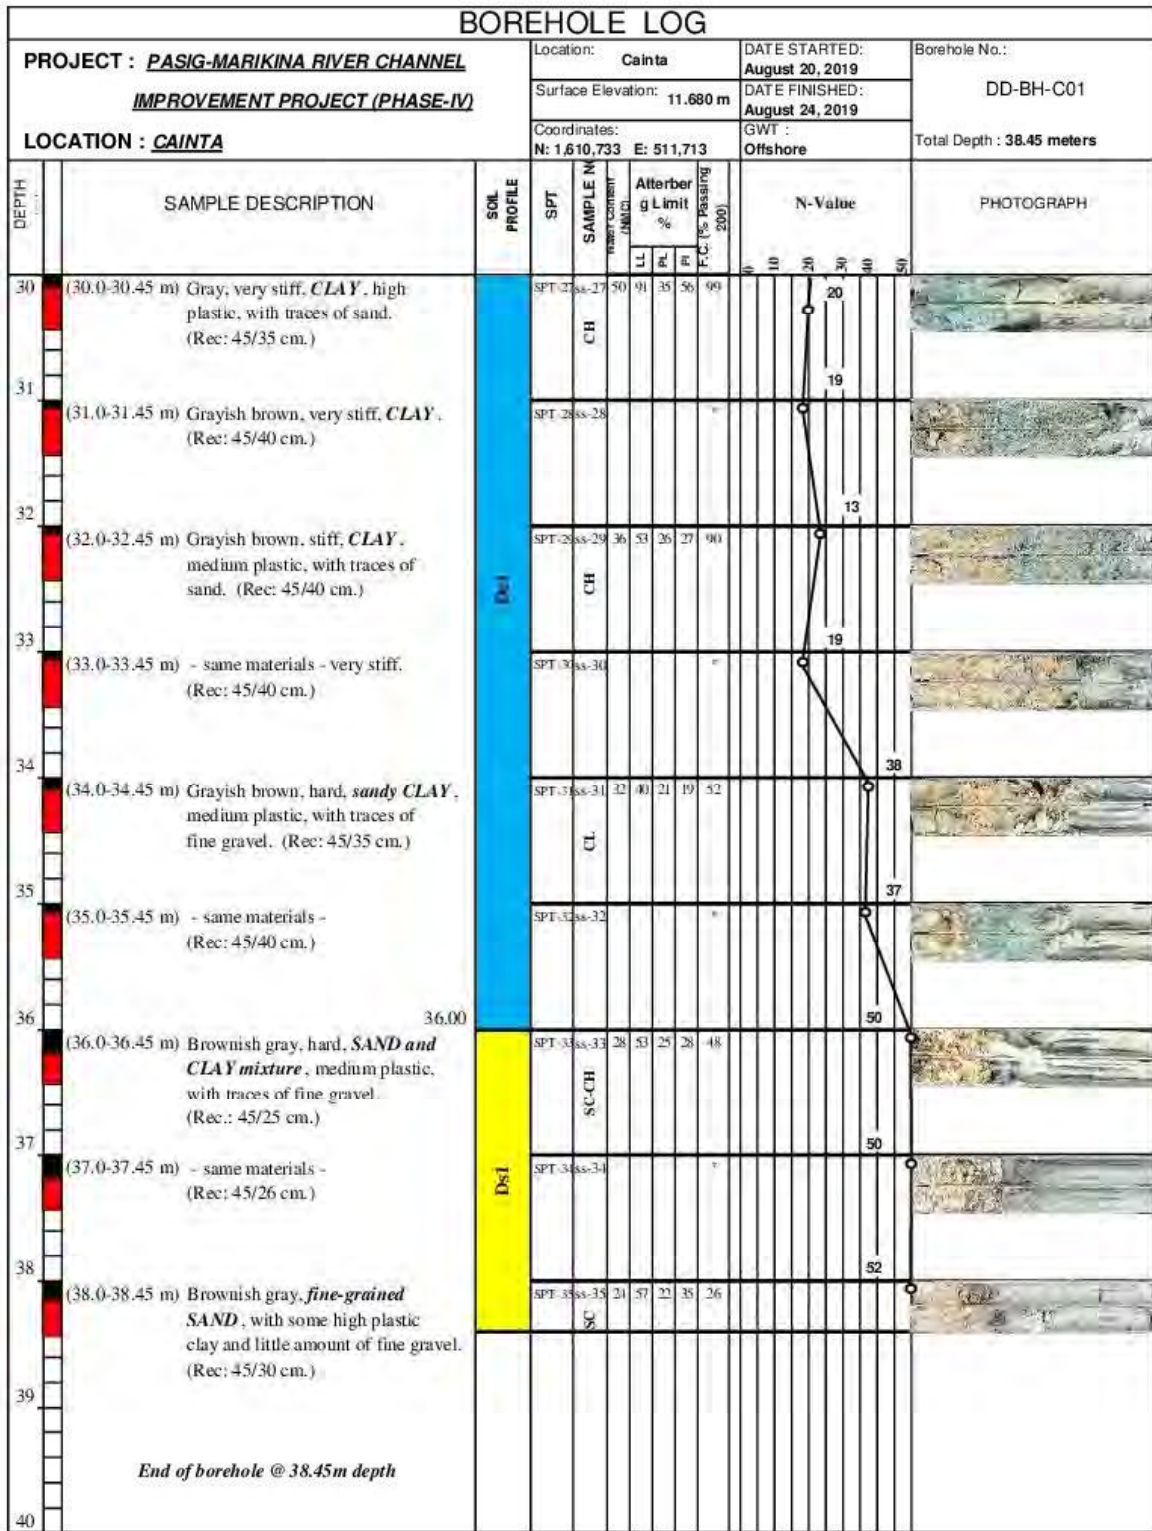 BOREHOLE LOG
PROJECT : PASIG-MARIKINA RIVER CHANNEL
IMPROVEMENT PROJECT (PHASE-IV)
LOCATION : CAINTA
Location: Cainta
Surface Elevation: 11.680 m
Coordinates:
N: 1,610,733 E: 511,713
DATE STARTED:
August 20, 2019
DATE FINISHED:
August 24, 2019
GWT :
Offshore
Borehole No.:
DD-BH-C01
Total Depth : 38.45 meters
DEPTH
SAMPLE DESCRIPTION
SOIL PROFILE
SPT
SAMPLE N
Water Content (NMC)
Atterber
g Limit
%
LL PL PI
F.C. (% Passing 200)
N-Value
10 20 30 40 50
PHOTOGRAPH
30 (30.0-30.45 m) Gray, very stiff, CLAY, high SPT-27 ss-27 50 91 35 56 99 20
plastic, with traces of sand.
(Rec: 45/35 cm.) CH
31 19
(31.0-31.45 m) Grayish brown, very stiff, CLAY. SPT-28 ss-28
(Rec: 45/40 cm.)
32 13
(32.0-32.45 m) Grayish brown, stiff, CLAY, SPT-29 ss-29 36 53 26 27 90
medium plastic, with traces of
sand. (Rec: 45/40 cm.) CH
33 19
(33.0-33.45 m) - same materials - very stiff. SPT-30 ss-30
(Rec: 45/40 cm.)
34 38
(34.0-34.45 m) Grayish brown, hard, sandy CLAY, SPT-31 ss-31 32 40 21 19 52
medium plastic, with traces of
fine gravel. (Rec: 45/35 cm.) CL
35 37
(35.0-35.45 m) - same materials - SPT-32 ss-32
(Rec: 45/40 cm.)
36 36.00 50
(36.0-36.45 m) Brownish gray, hard, SAND and SPT-33 ss-33 28 53 25 28 48
CLAY mixture, medium plastic,
with traces of fine gravel.
(Rec.: 45/25 cm.) SC-CH
37 50
(37.0-37.45 m) - same materials - Ds1 SPT-34 ss-34
(Rec: 45/26 cm.)
38 52
(38.0-38.45 m) Brownish gray, fine-grained SPT-35 ss-35 57 22 35 26
SAND, with some high plastic SC
clay and little amount of fine gravel.
(Rec: 45/30 cm.)
39
End of borehole @ 38.45m depth
40